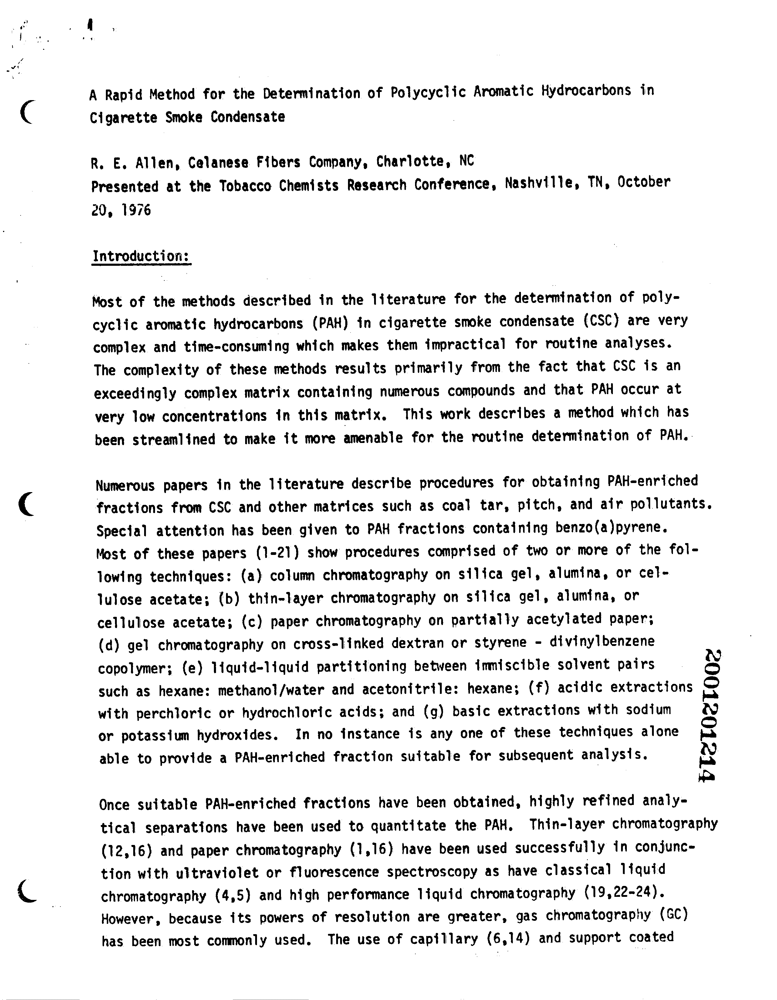 A Rapid Method for the Determination of Polycyclic Aromatic Hydrocarbons in
Cigarette Smoke Condensate
R. E. Allen, Celanese Fibers Company, Charlotte, NC
Presented at the Tobacco Chemists Research Conference, Nashville, TN, October
20, 1976
Introduction:
Most of the methods described in the literature for the determination of poly-
cyclic aromatic hydrocarbons (PAH) in cigarette smoke condensate (CSC) are very
complex and time-consuming which makes them impractical for routine analyses.
The complexity of these methods results primarily from the fact that CSC is an
exceedingly complex matrix containing numerous compounds and that PAH occur at
very low concentrations in this matrix. This work describes a method which has
been streamlined to make it more amenable for the routine determination of PAH.
Numerous papers in the literature describe procedures for obtaining PAH-enriched
fractions from CSC and other matrices such as coal tar, pitch, and air pollutants.
Special attention has been given to PAH fractions containing benzo(a)pyrene.
Most of these papers (1-21) show procedures comprised of two or more of the fol-
lowing techniques: (a) column chromatography on silica gel, alumina, or cel-
lulose acetate; (b) thin-layer chromatography on silica gel, alumina, or
cellulose acetate; (c) paper chromatography on partially acetylated paper;
(d) gel chromatography on cross-linked dextran or styrene - divinylbenzene
copolymer; (e) liquid-liquid partitioning between immiscible solvent pairs
such as hexane: methanol/water and acetonitrile: hexane; (f) acidic extractions
with perchloric or hydrochloric acids; and (g) basic extractions with sodium
or potassium hydroxides. In no instance is any one of these techniques alone
able to provide a PAH-enriched fraction suitable for subsequent analysis.
2001201214
Once suitable PAH-enriched fractions have been obtained, highly refined analy-
tical separations have been used to quantitate the PAH. Thin-layer chromatography
(12,16) and paper chromatography (1,16) have been used successfully in conjunc-
tion with ultraviolet or fluorescence spectroscopy as have classical liquid
chromatography (4,5) and high performance liquid chromatography (19,22-24).
However, because its powers of resolution are greater, gas chromatography (GC)
has been most commonly used. The use of capillary (6,14) and support coated